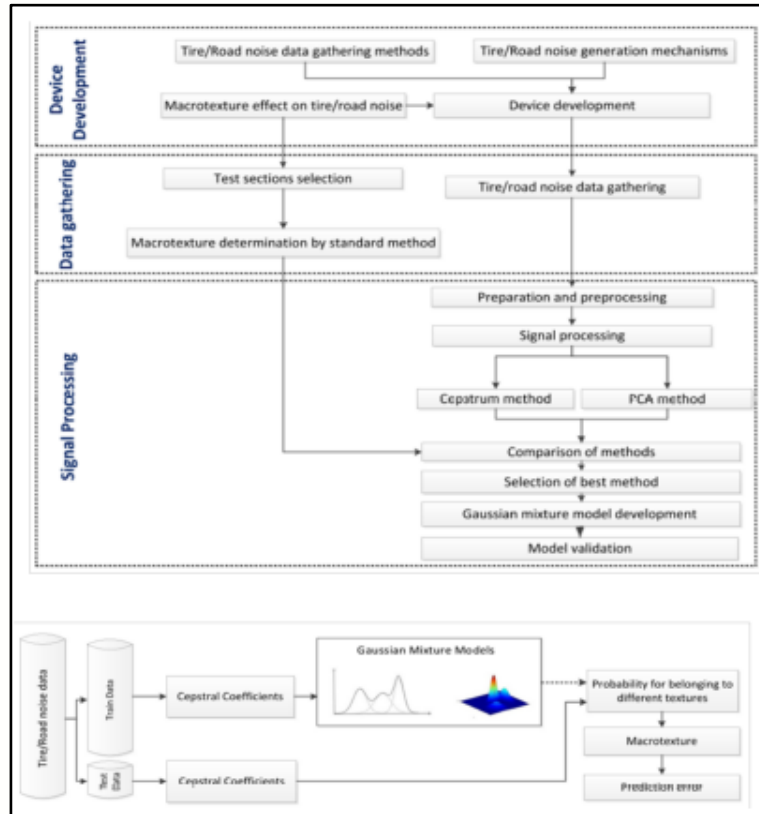 Device
Development
Tire/Road noise data gathering methods
Tire/Road noise generation mechanisms
Macrotexture effect on tire/road noise
Device development
Data gathering
Test sections selection
Tire/road noise data gathering
Macrotexture determination by standard method
Signal Processing
Preparation and preprocessing
Signal processing
Cepatrum method
PCA method
Comparison of methods
Selection of best method
Gaussian mixture model development
Model validation
Tire/Road noise data
Train Data
Test
Data
Cepstral Coefficients
Cepstral Coefficients
Gaussian Mixture Models
Probability for belonging to
different textures
Macrotexture
Prediction error